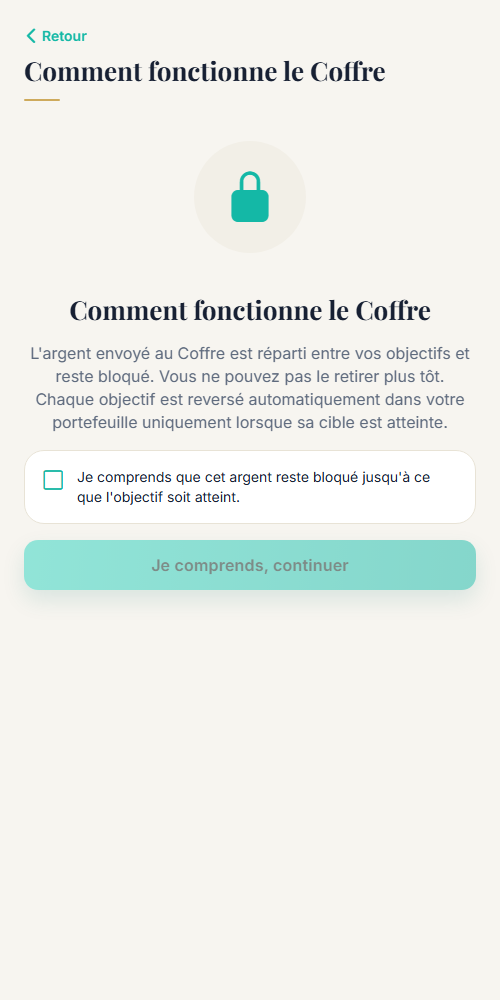 Retour
Comment fonctionne le Coffre
Comment fonctionne le Coffre
L'argent envoyé au Coffre est réparti entre vos objectifs et
reste bloqué. Vous ne pouvez pas le retirer plus tôt.
Chaque objectif est reversé automatiquement dans votre
portefeuille uniquement lorsque sa cible est atteinte.
Je comprends que cet argent reste bloqué jusqu'à ce
que l'objectif soit atteint.
Je comprends, continuer